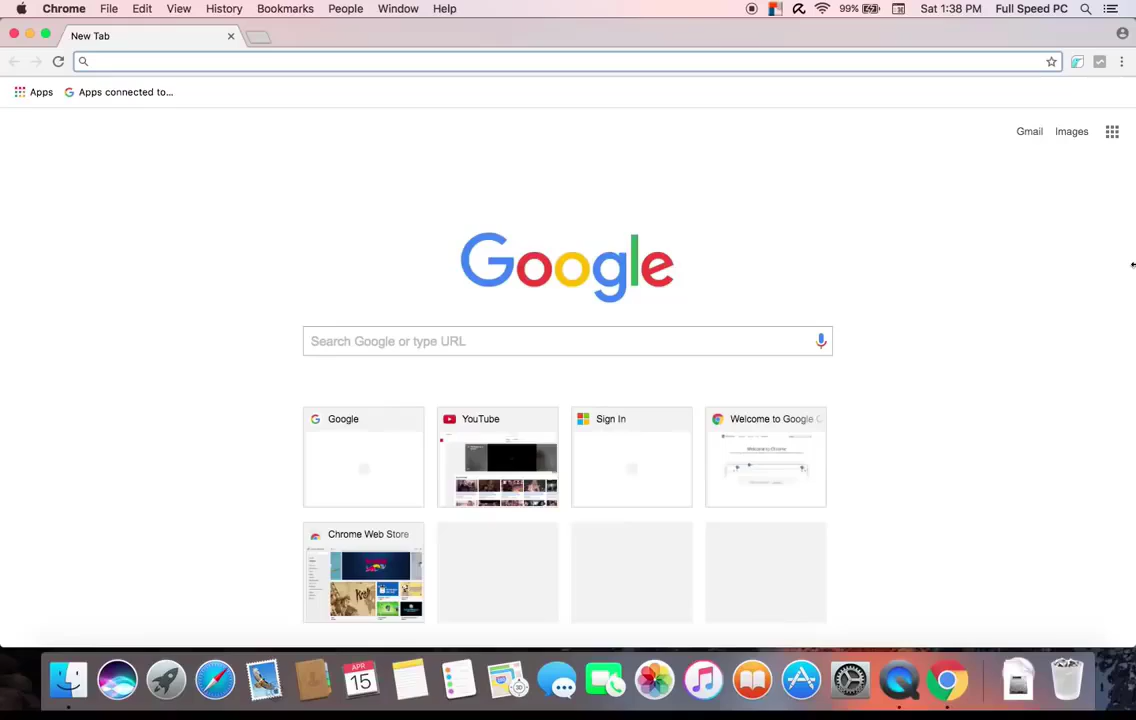 Chrome File Edit View History Bookmarks People Window Help 99% Sat 1:38 PM Full Speed PC
New Tab
Apps Apps connected to...
Gmail Images
Google
Search Google or type URL
Google YouTube Sign In Welcome to Google C
Chrome Web Store
APR
15